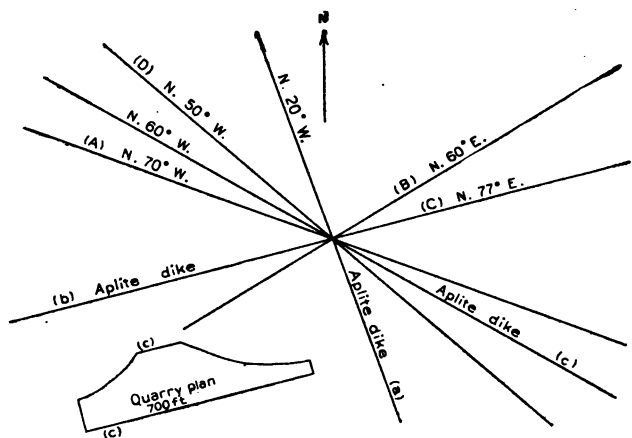 N
(D) N. 50° W.
N. 20° W.
N. 60° W.
(A) N. 70° W.
(B) N. 60° E.
(C) N. 77° E.
(b) Aplite dike
Aplite dike (a)
Aplite dike (c)
(c)
Quarry plan
700 ft
(c)